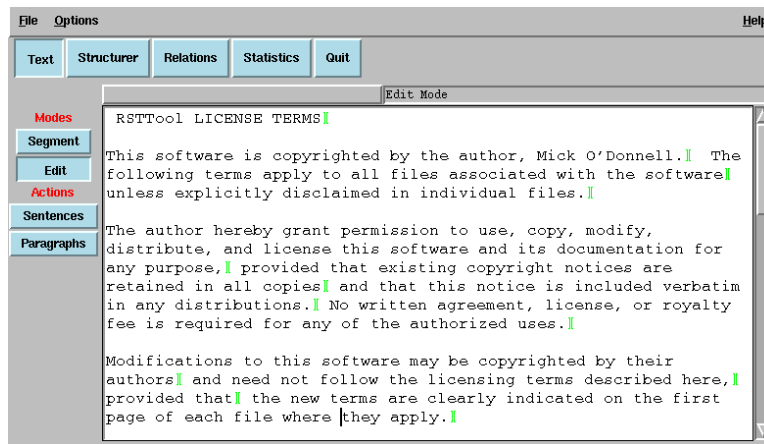 File Options Help
Text Structurer Relations Statistics Quit
Edit Mode
Modes
Segment
Edit
Actions
Sentences
Paragraphs
RSTTool LICENSE TERMS
This software is copyrighted by the author, Mick O'Donnell. The
following terms apply to all files associated with the software
unless explicitly disclaimed in individual files.
The author hereby grant permission to use, copy, modify,
distribute, and license this software and its documentation for
any purpose, provided that existing copyright notices are
retained in all copies and that this notice is included verbatim
in any distributions. No written agreement, license, or royalty
fee is required for any of the authorized uses.
Modifications to this software may be copyrighted by their
authors and need not follow the licensing terms described here,
provided that the new terms are clearly indicated on the first
page of each file where they apply.